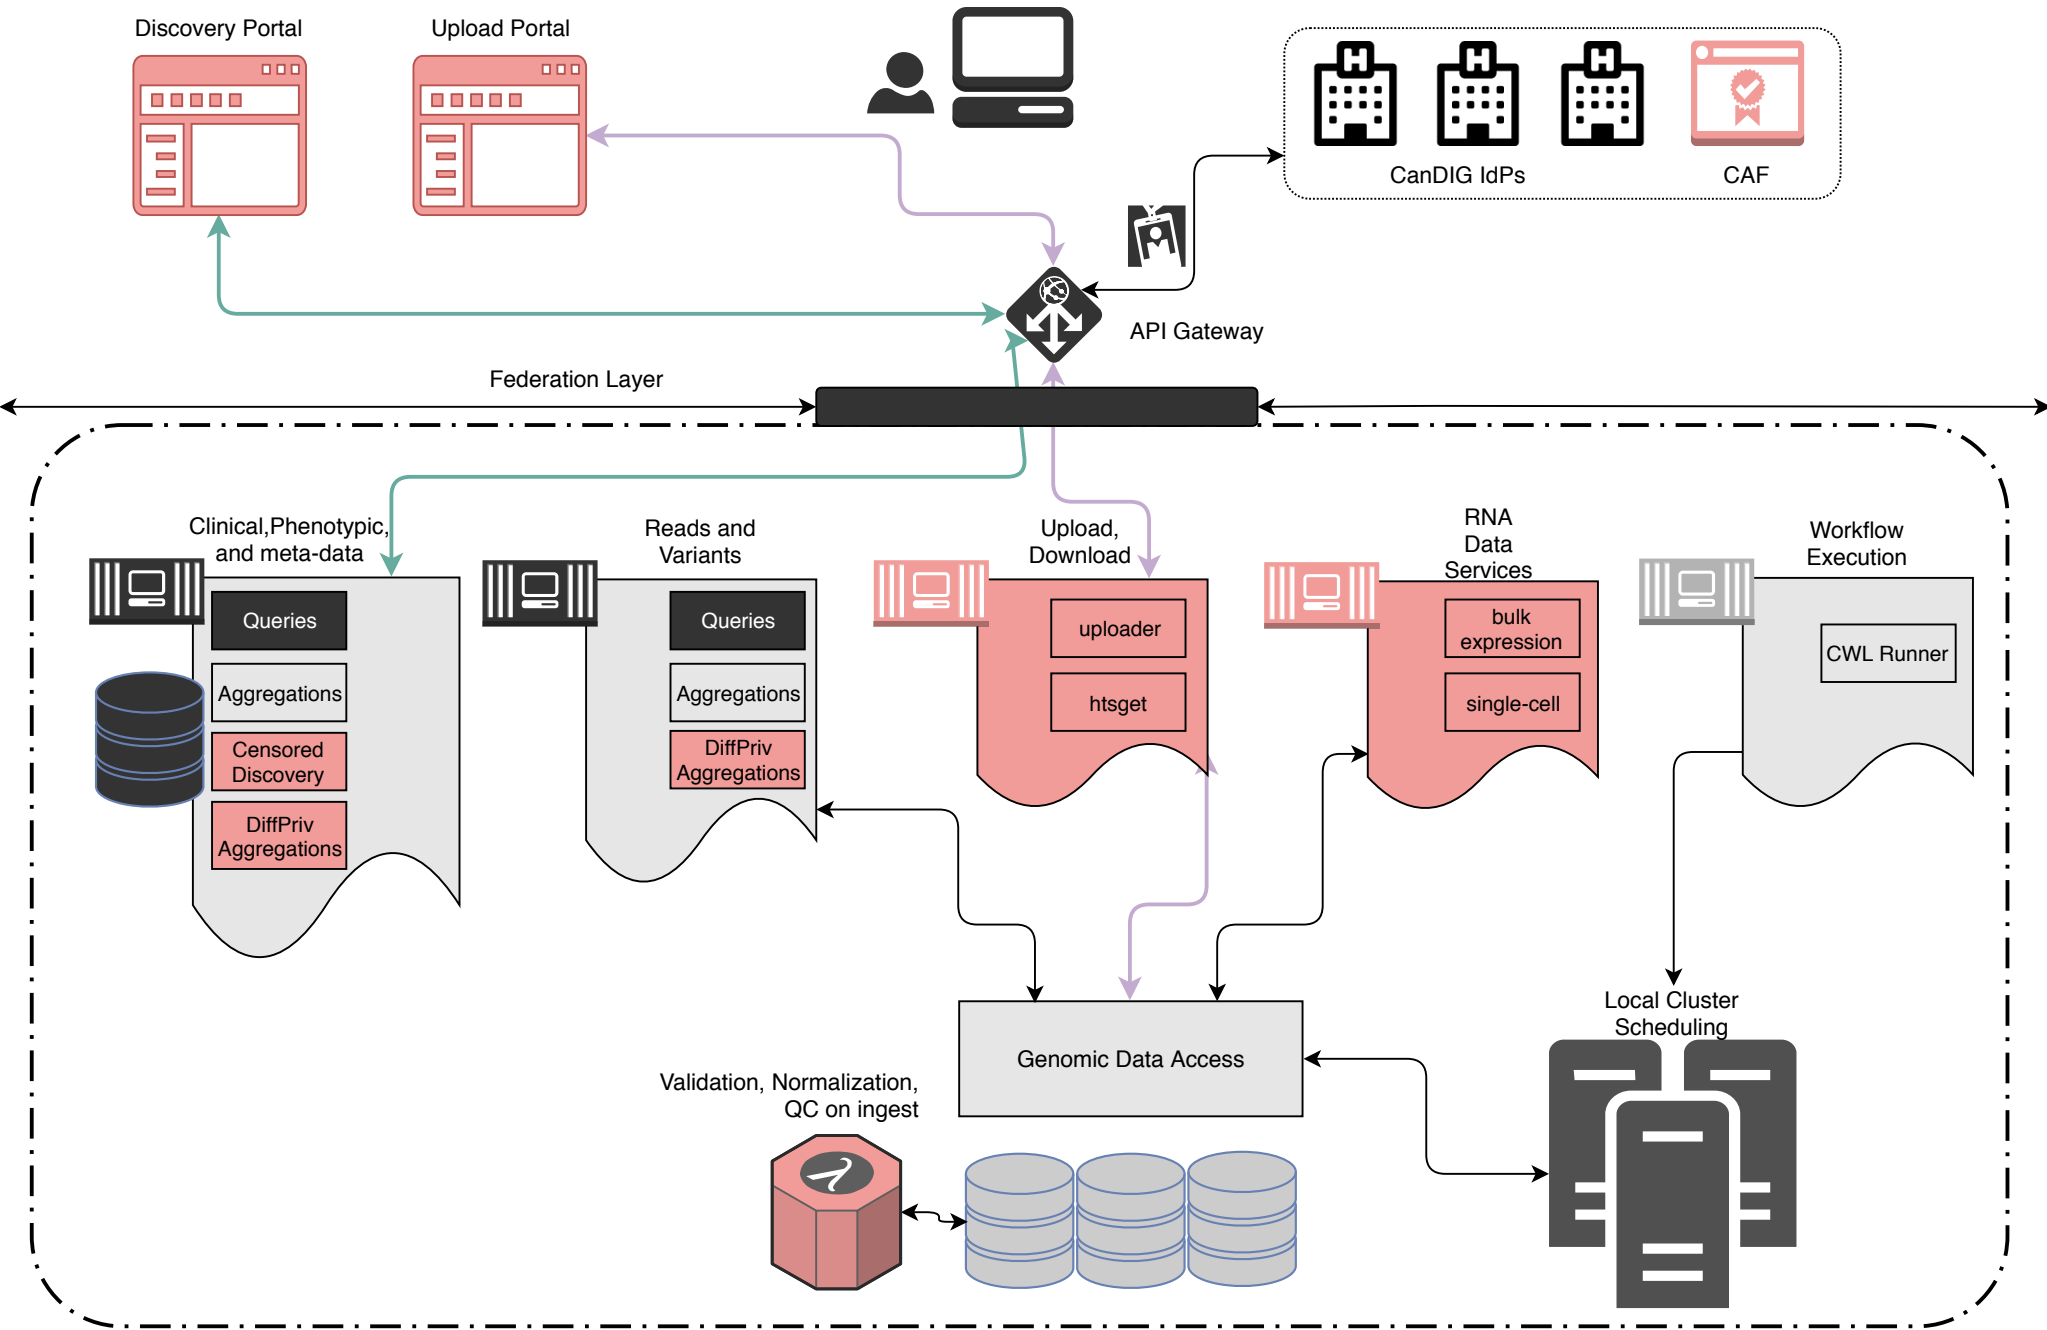 Discovery Portal
Upload Portal
CanDIG IdPs
CAF
API Gateway
Federation Layer
Clinical,Phenotypic,
and meta-data
Queries
Aggregations
Censored
Discovery
DiffPriv
Aggregations
Reads and
Variants
Queries
Aggregations
DiffPriv
Aggregations
Upload,
Download
uploader
htsget
RNA
Data
Services
bulk
expression
single-cell
Workflow
Execution
CWL Runner
Local Cluster
Scheduling
Genomic Data Access
Validation, Normalization,
QC on ingest